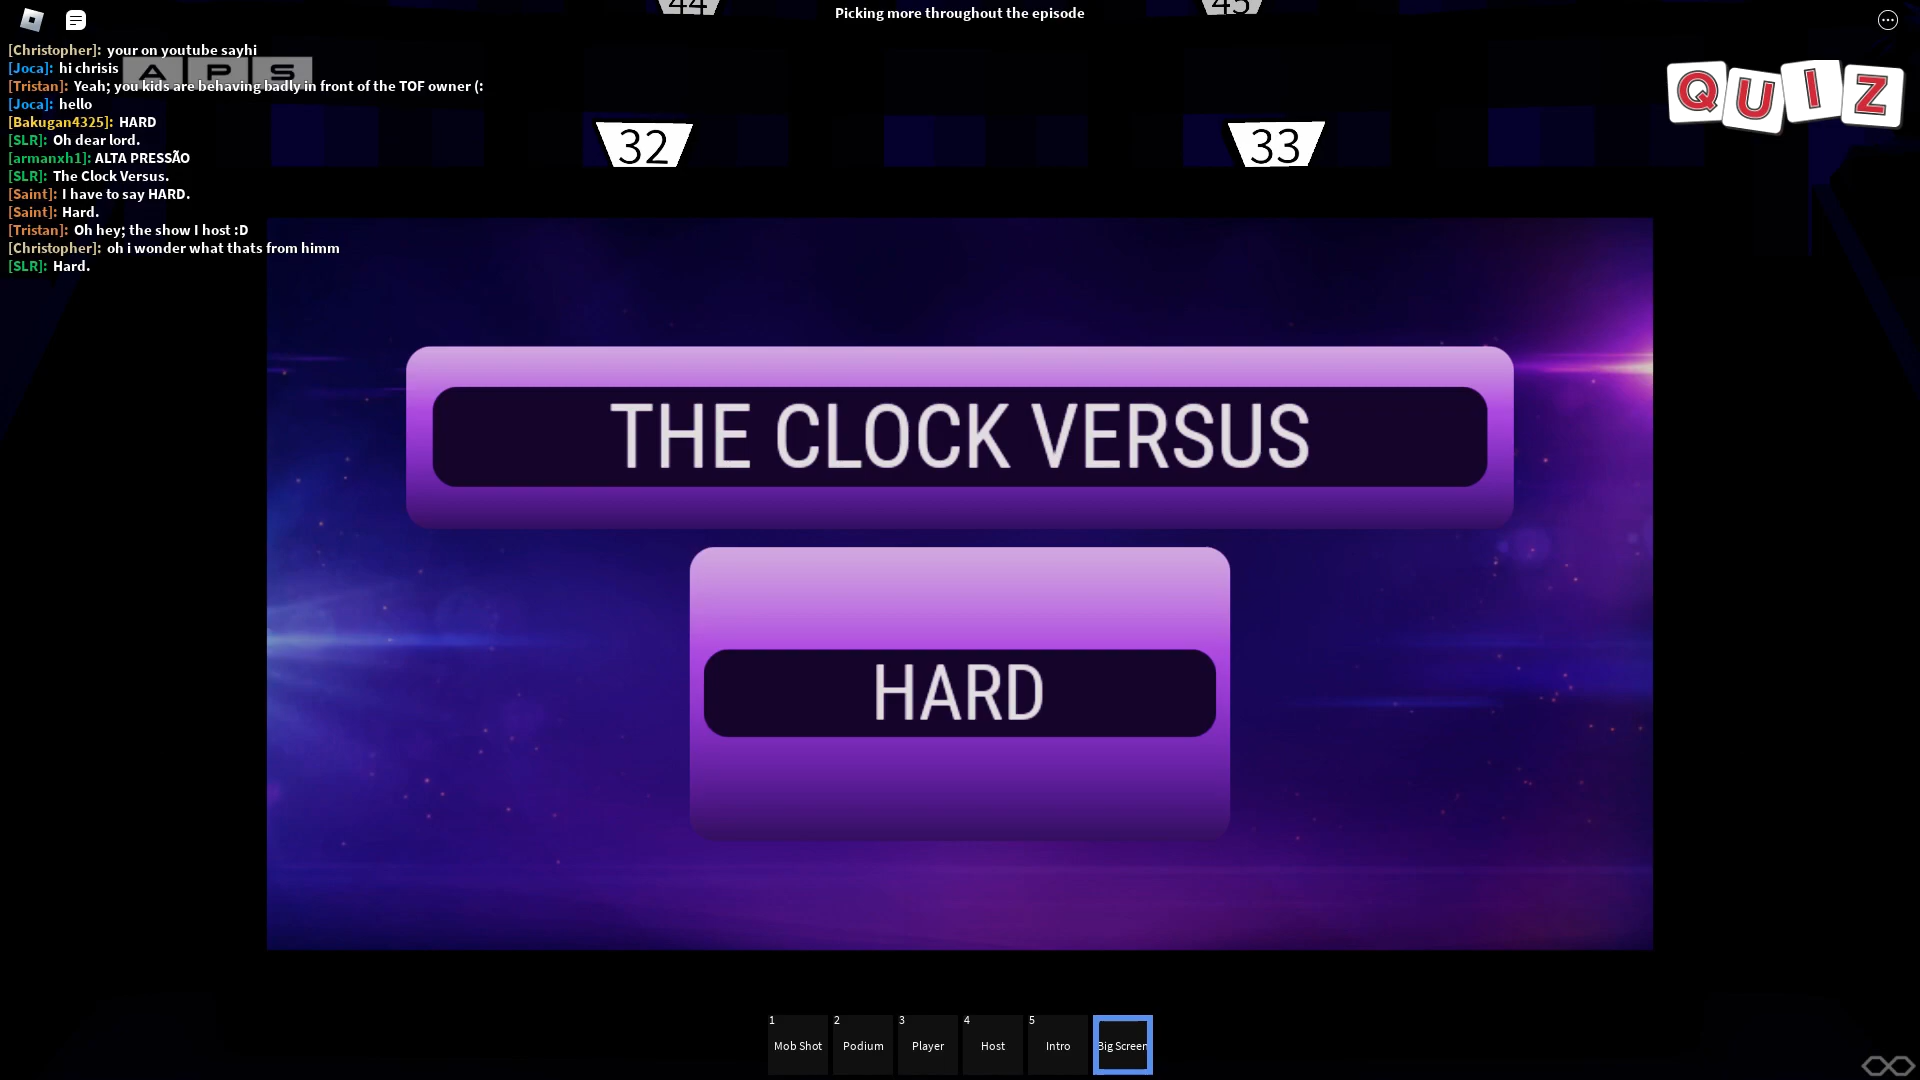 44
45
Picking more throughout the episode
[Christopher]: your on youtube sayhi
[Joca]: hi chrisis
APS
[Tristan]: Yeah; you kids are behaving badly in front of the TOF owner (:
[Joca]: hello
[Bakugan4325]: HARD
[SLR]: Oh dear lord.
[armanxh1]: ALTA PRESSÃO
[SLR]: The Clock Versus.
[Saint]: I have to say HARD.
[Saint]: Hard.
[Tristan]: Oh hey; the show I host :D
[Christopher]: oh i wonder what thats from himm
[SLR]: Hard.
QUIZ
32
33
THE CLOCK VERSUS
HARD
1 Mob Shot
2 Podium
3 Player
4 Host
5 Intro
Big Screen